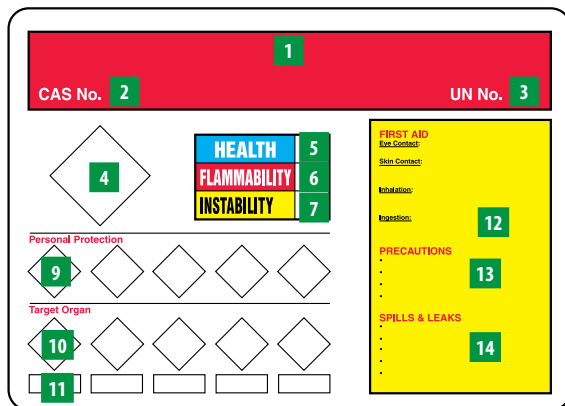 1
CAS No. 2
UN No. 3
4
HEALTH 5
FLAMMABILITY 6
INSTABILITY 7
Personal Protection
9
Target Organ
10
11
FIRST AID
Eye Contact:
Skin Contact:
Inhalation:
Ingestion:
12
PRECAUTIONS
13
SPILLS & LEAKS
14